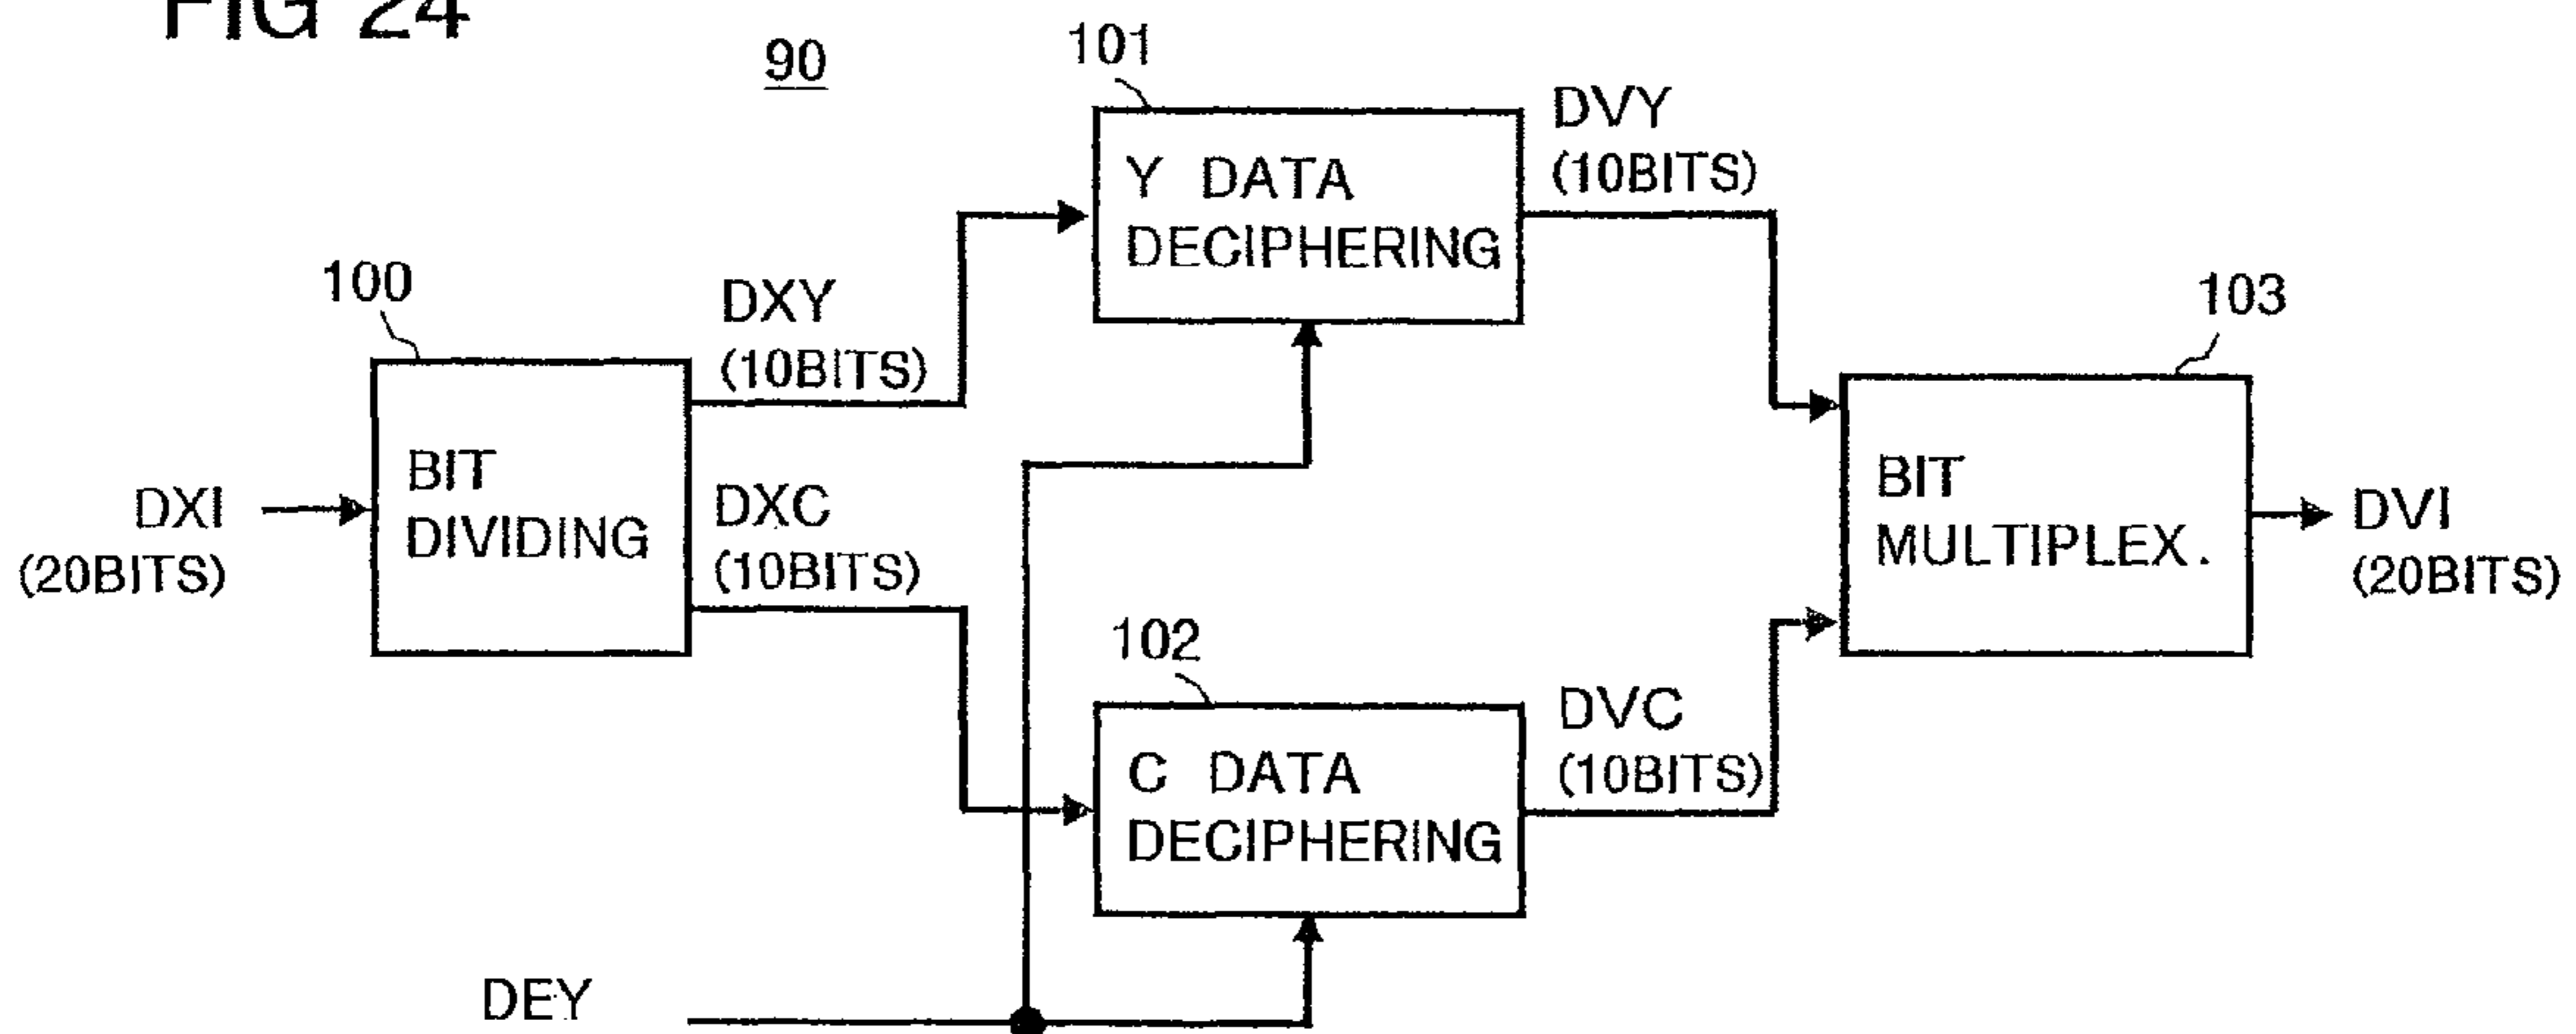 FIG 24
90
101
Y DATA
DECIPHERING
DVY
(10BITS)
100
DXY
(10BITS)
103
BIT
DIVIDING
DXI
(20BITS)
DXC
(10BITS)
BIT
MULTIPLEX.
DVI
(20BITS)
102
C DATA
DECIPHERING
DVC
(10BITS)
DEY